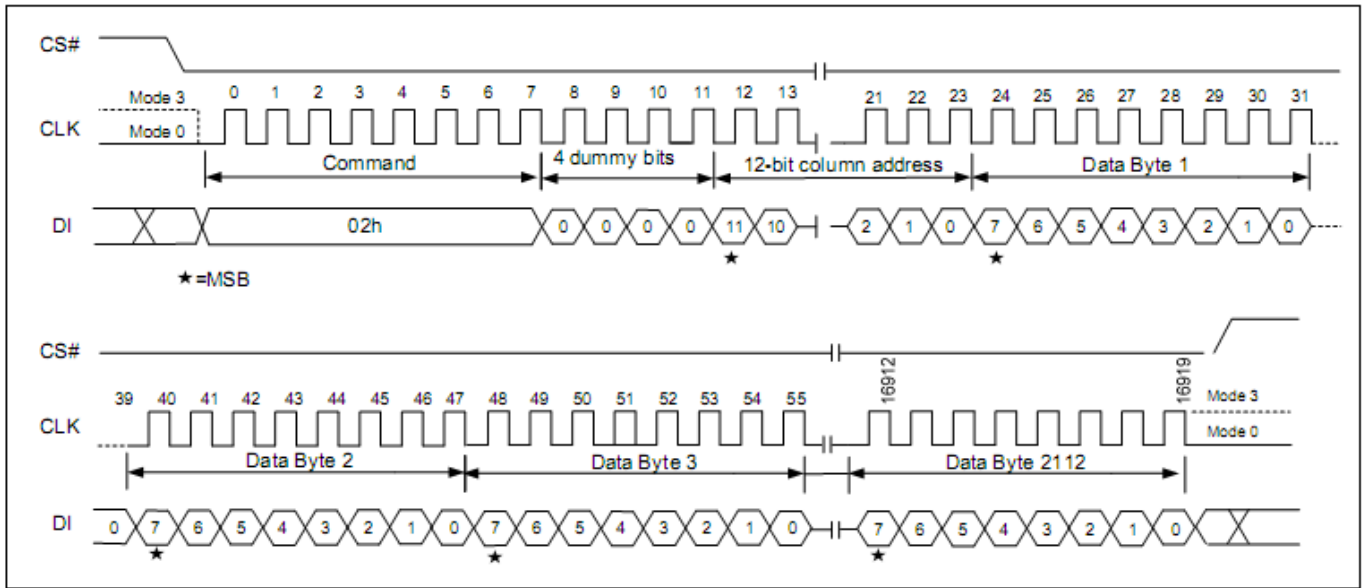 CS#
Mode 3 0 1 2 3 4 5 6 7 8 9 10 11 12 13 21 22 23 24 25 26 27 28 29 30 31
CLK Mode 0
Command 4 dummy bits 12-bit column address Data Byte 1
DI 02h 0 0 0 0 11 10 2 1 0 7 6 5 4 3 2 1 0
★ ★
★=MSB
CS#
16912 16919
39 40 41 42 43 44 45 46 47 48 49 50 51 52 53 54 55 Mode 3
CLK Mode 0
Data Byte 2 Data Byte 3 Data Byte 2112
DI 0 7 6 5 4 3 2 1 0 7 6 5 4 3 2 1 0 7 6 5 4 3 2 1 0
★ ★ ★